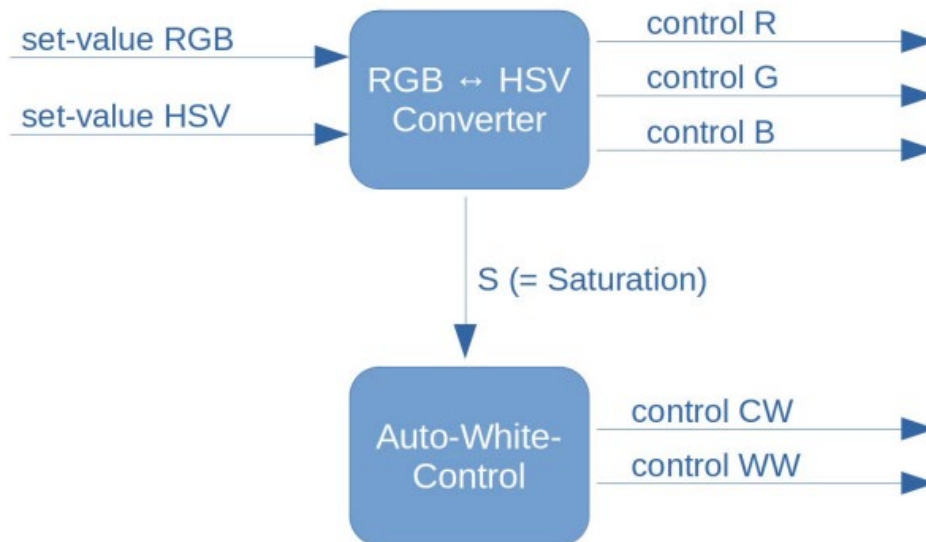 set-value RGB
set-value HSV
RGB ↔ HSV
Converter
control R
control G
control B
S (= Saturation)
Auto-White-
Control
control CW
control WW